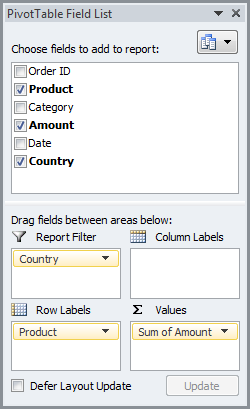 PivotTable Field List
Choose fields to add to report:
Order ID
Product
Category
Amount
Date
Country
Drag fields between areas below:
Report Filter
Column Labels
Country
Row Labels
Σ Values
Product
Sum of Amount
Defer Layout Update
Update